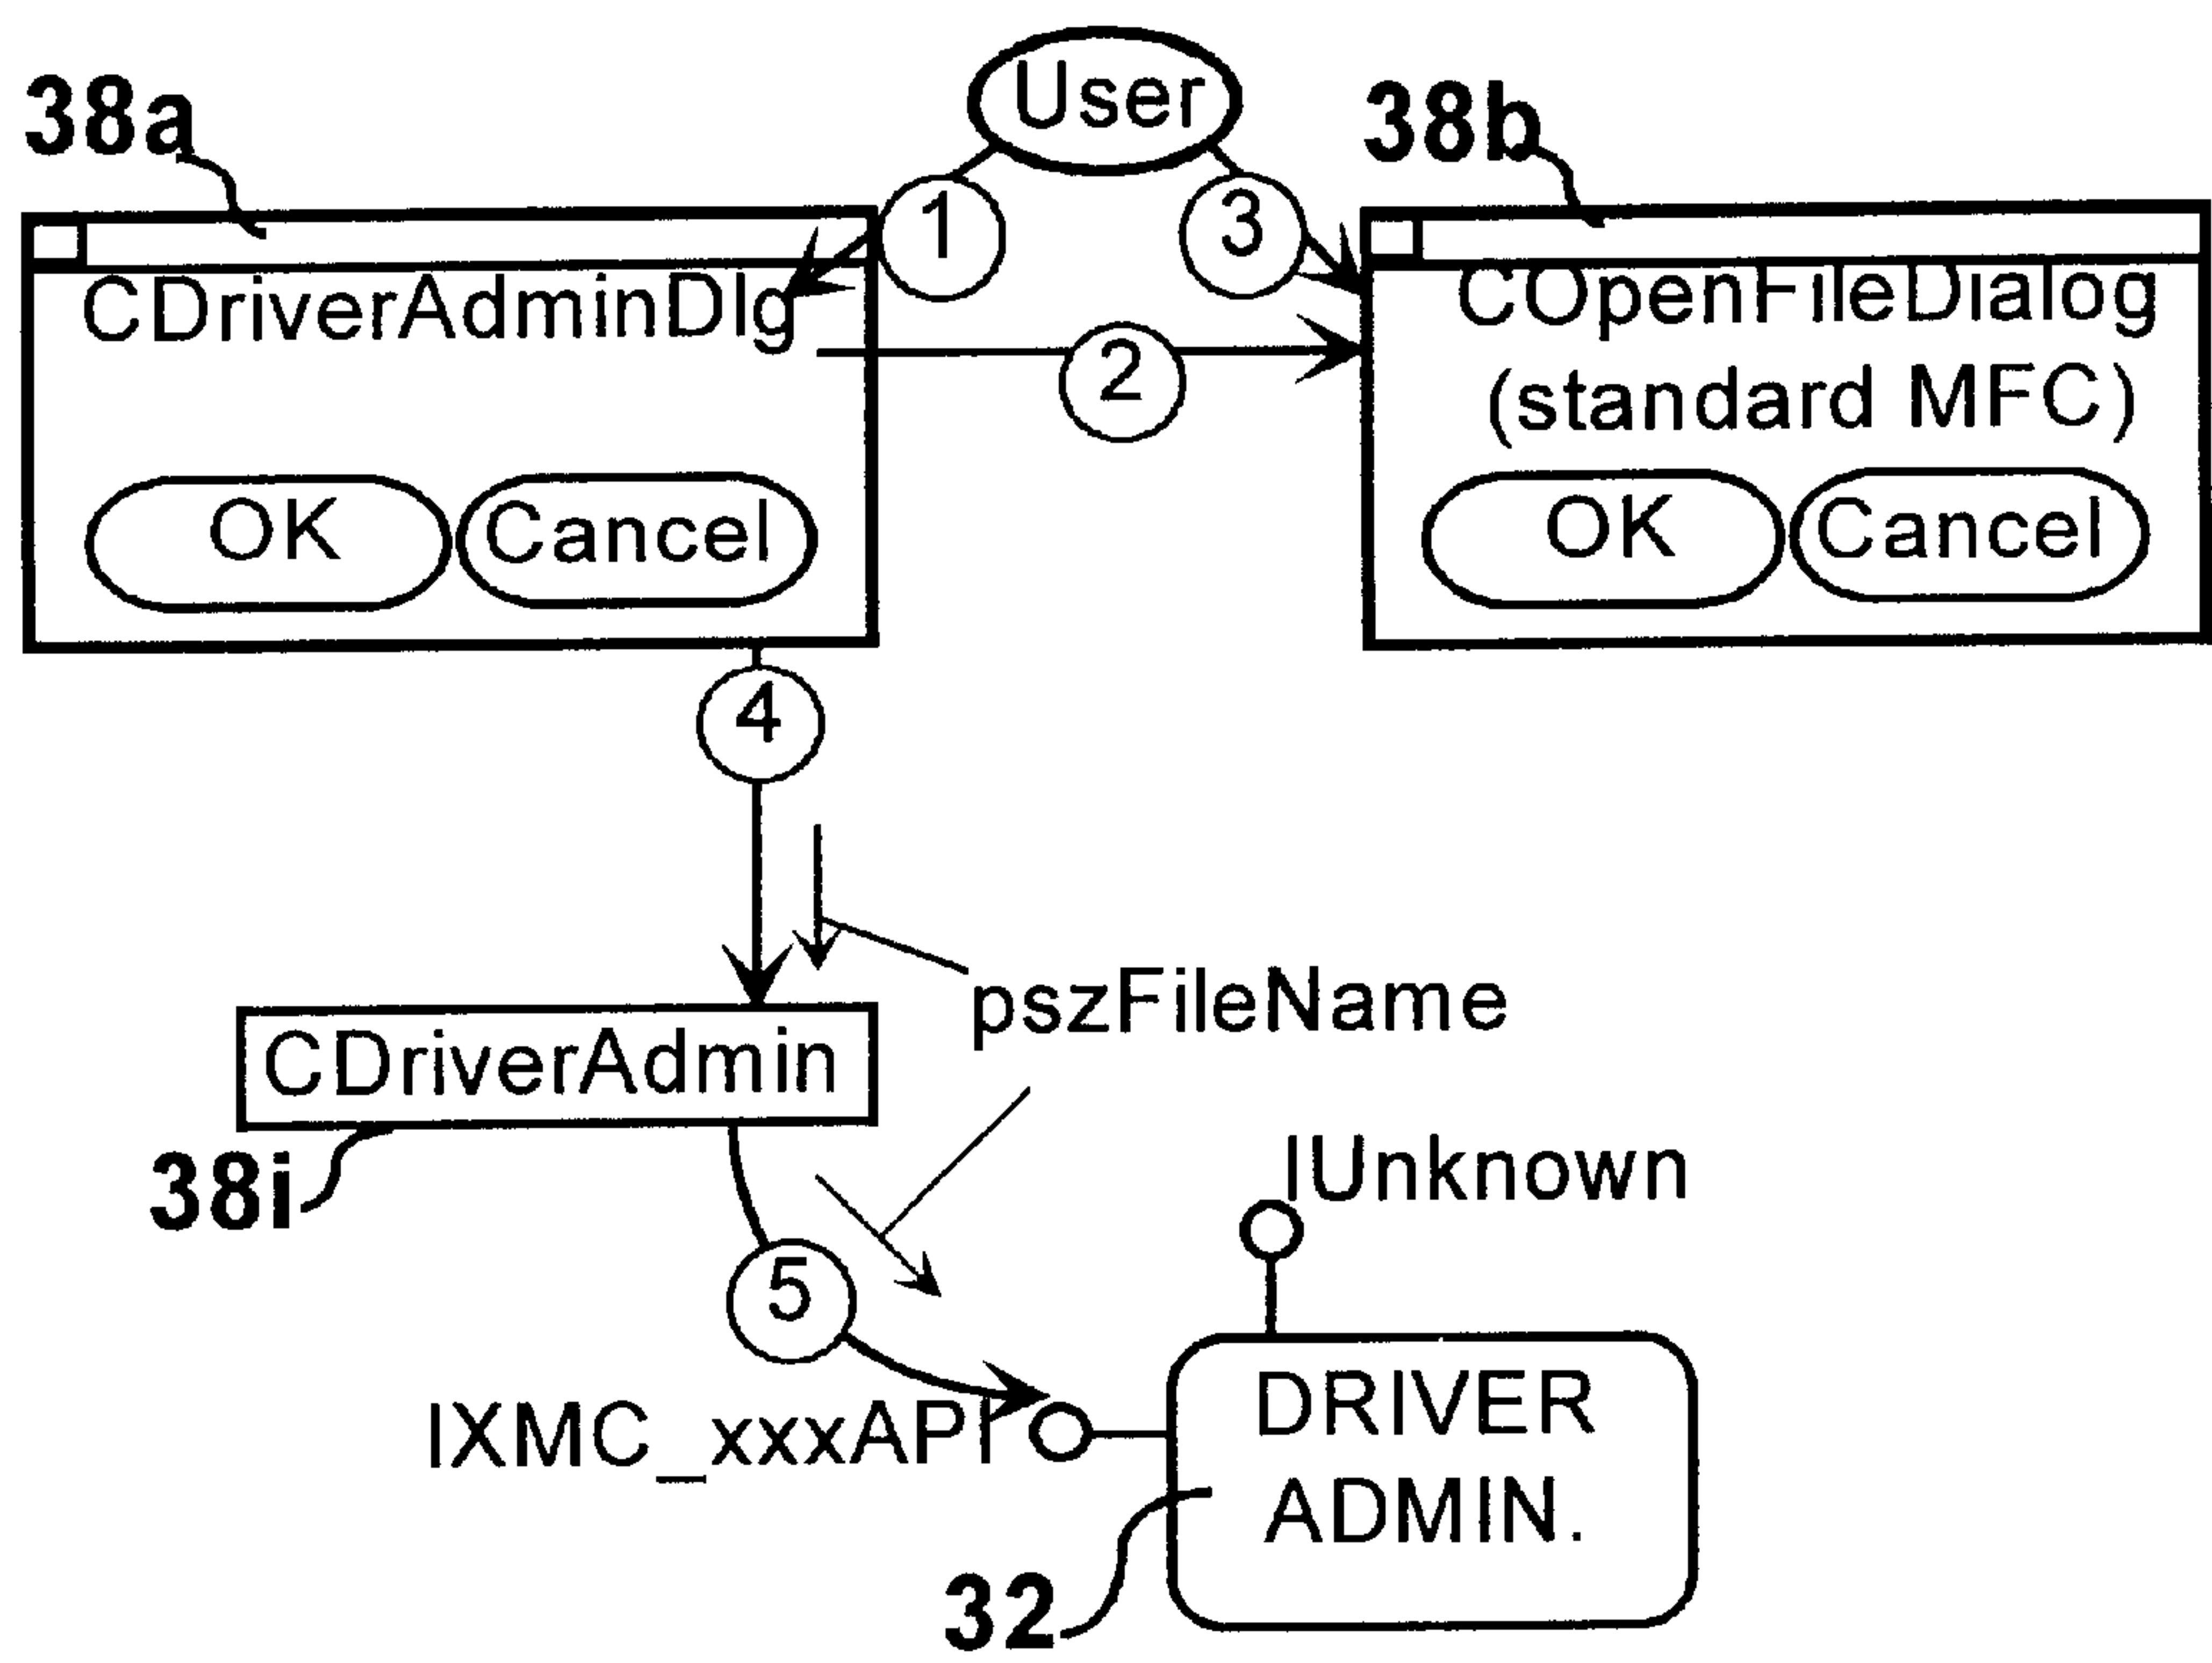 User
38a
38b
1
3
CDriverAdminDlg
COpenFileDialog
(standard MFC)
2
OK
Cancel
OK
Cancel
4
pszFileName
CDriverAdmin
38i
IUnknown
5
DRIVER
ADMIN.
IXMC_xxxAPI
32